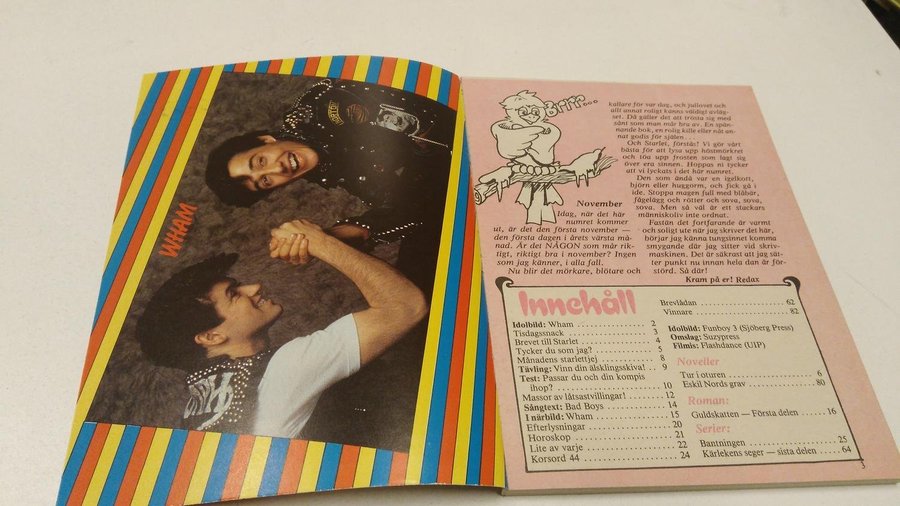 WHAM
Brrrr...
kallare för var dag, och jullovet och
allt annat roligt känns väldigt avläg-
set. Då gäller det att trösta sig med
sånt som man mår bra av. En spän-
nande bok, en rolig kille eller nåt an-
nat godis för själen...
Och Starlet, förstås! Vi gör vårt
bästa för att lysa upp höstmörkret
och töa upp frosten som lagt sig
över era sinnen. Hoppas ni tycker
att vi lyckats i det här numret.
Den som ändå var en igelkott,
björn eller huggorm, och fick gå i
ide. Stoppa magen full med blåbär,
fågelägg och rötter och sova, sova,
sova. Men så väl är ett stackars
människoliv inte ordnat.
Fastän det fortfarande är varmt
och soligt ute när jag skriver det här,
börjar jag känna tungsinnet komma
smygande där jag sitter vid skriv-
maskinen. Det är säkrast att jag sät-
ter punkt nu innan hela dan är för-
störd. Så där!
Kram på er! Redax
November
Idag, när det här
numret kommer
ut, är det den första november —
den första dagen i årets värsta må-
nad. Är det NÅGON som mår rik-
tigt, riktigt bra i november? Ingen
som jag känner, i alla fall.
Nu blir det mörkare, blötare och
Innehåll
Idolbild: Wham 2
Tisdagssnack 3
Brevet till Starlet 4
Tycker du som jag? 5
Månadens starlettjej 8
Tävling: Vinn din älsklingsskiva! 9
Test: Passar du och din kompis
ihop? 10
Massor av låtsastvillingar! 12
Sångtext: Bad Boys 14
I närbild: Wham 15
Efterlysningar 20
Horoskop 21
Lite av varje 22
Korsord 44 24
Brevlådan 62
Vinnare 82
Idolbild: Funboy 3 (Sjöberg Press)
Omslag: Suzypress
Filmis: Flashdance (UIP)
Noveller
Tur i oturen 6
Eskil Nords grav 80
Roman:
Guldskatten — Första delen 16
Serier:
Bantningen 25
Kärlekens seger — sista delen 64
3